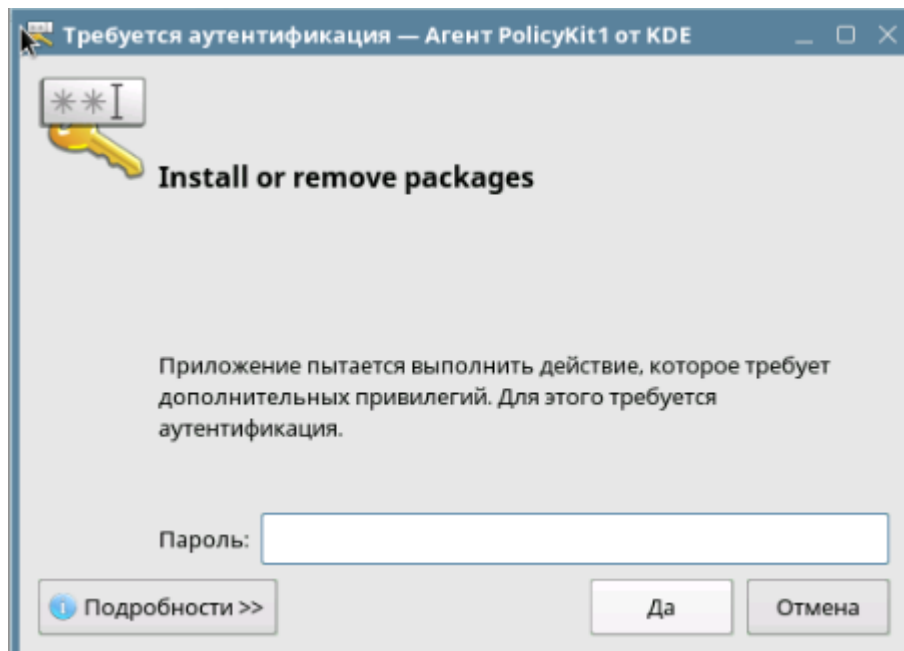 Требуется аутентификация — Агент PolicyKit1 от KDE
Install or remove packages
Приложение пытается выполнить действие, которое требует
дополнительных привилегий. Для этого требуется
аутентификация.
Пароль:
Подробности >>
Да
Отмена